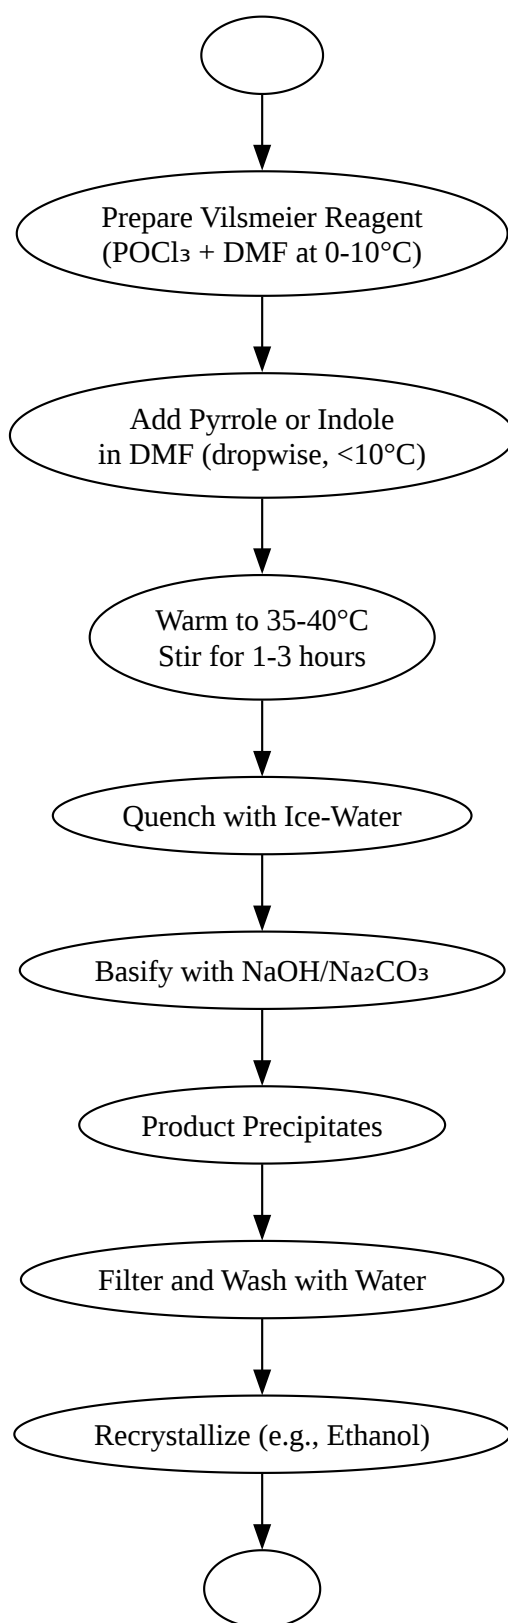 Prepare Vilsmeier Reagent
(POCl₃ + DMF at 0-10°C)
Add Pyrrole or Indole
in DMF (dropwise, <10°C)
Warm to 35-40°C
Stir for 1-3 hours
Quench with Ice-Water
Basify with NaOH/Na₂CO₃
Product Precipitates
Filter and Wash with Water
Recrystallize (e.g., Ethanol)